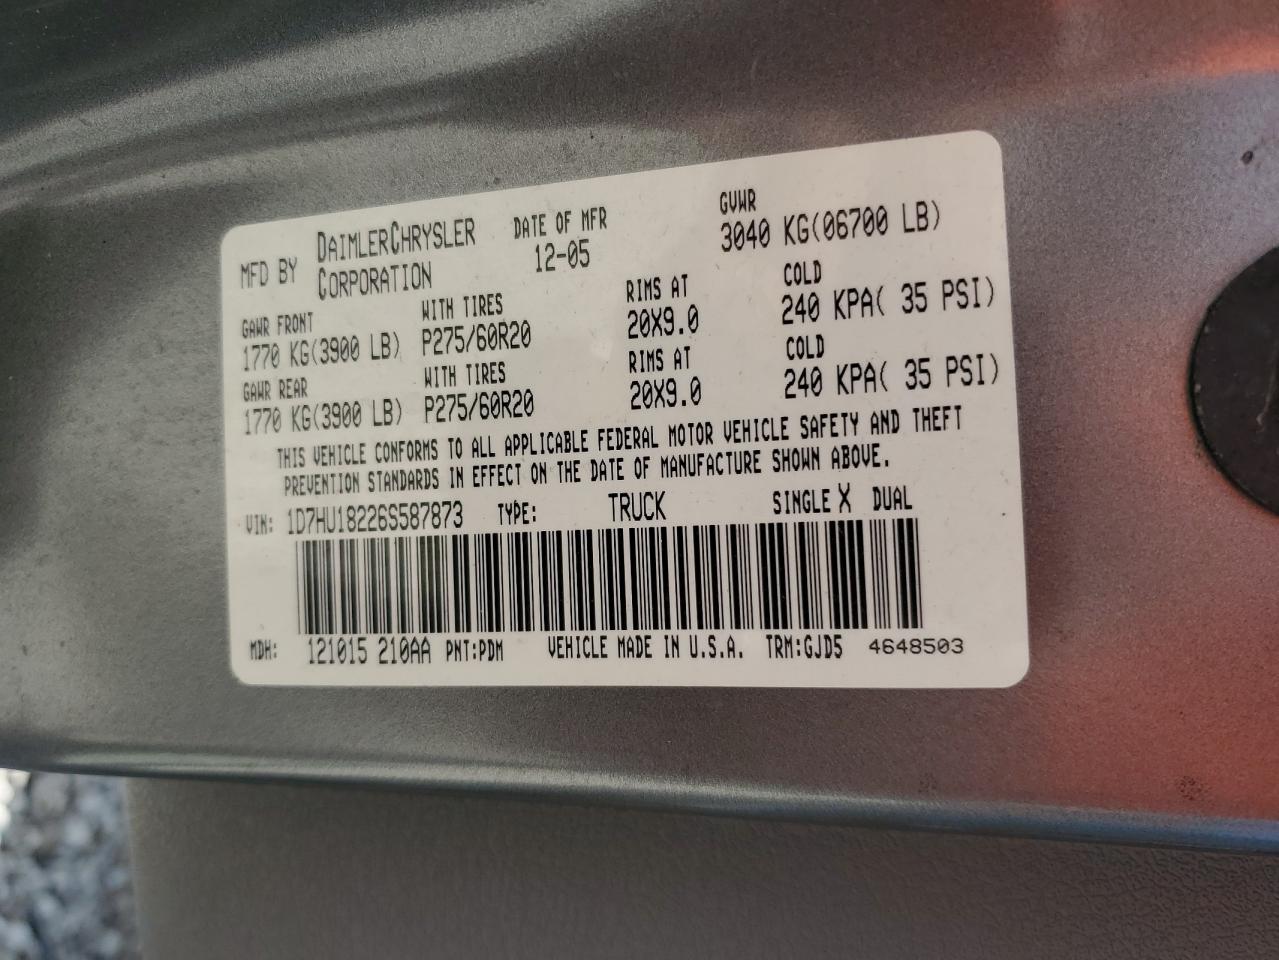 MFD BY DAIMLERCHRYSLER CORPORATION DATE OF MFR 12-05 GVWR 3040 KG(06700 LB)
GAWR FRONT WITH TIRES RIMS AT COLD
1770 KG(3900 LB) P275/60R20 20X9.0 240 KPA( 35 PSI)
GAWR REAR WITH TIRES RIMS AT COLD
1770 KG(3900 LB) P275/60R20 20X9.0 240 KPA( 35 PSI)
THIS VEHICLE CONFORMS TO ALL APPLICABLE FEDERAL MOTOR VEHICLE SAFETY AND THEFT
PREVENTION STANDARDS IN EFFECT ON THE DATE OF MANUFACTURE SHOWN ABOVE.
VIN: 1D7HU18226S587873 TYPE: TRUCK SINGLE X DUAL
MDH: 121015 210AA PNT:PDM VEHICLE MADE IN U.S.A. TRM:GJD5 4648503